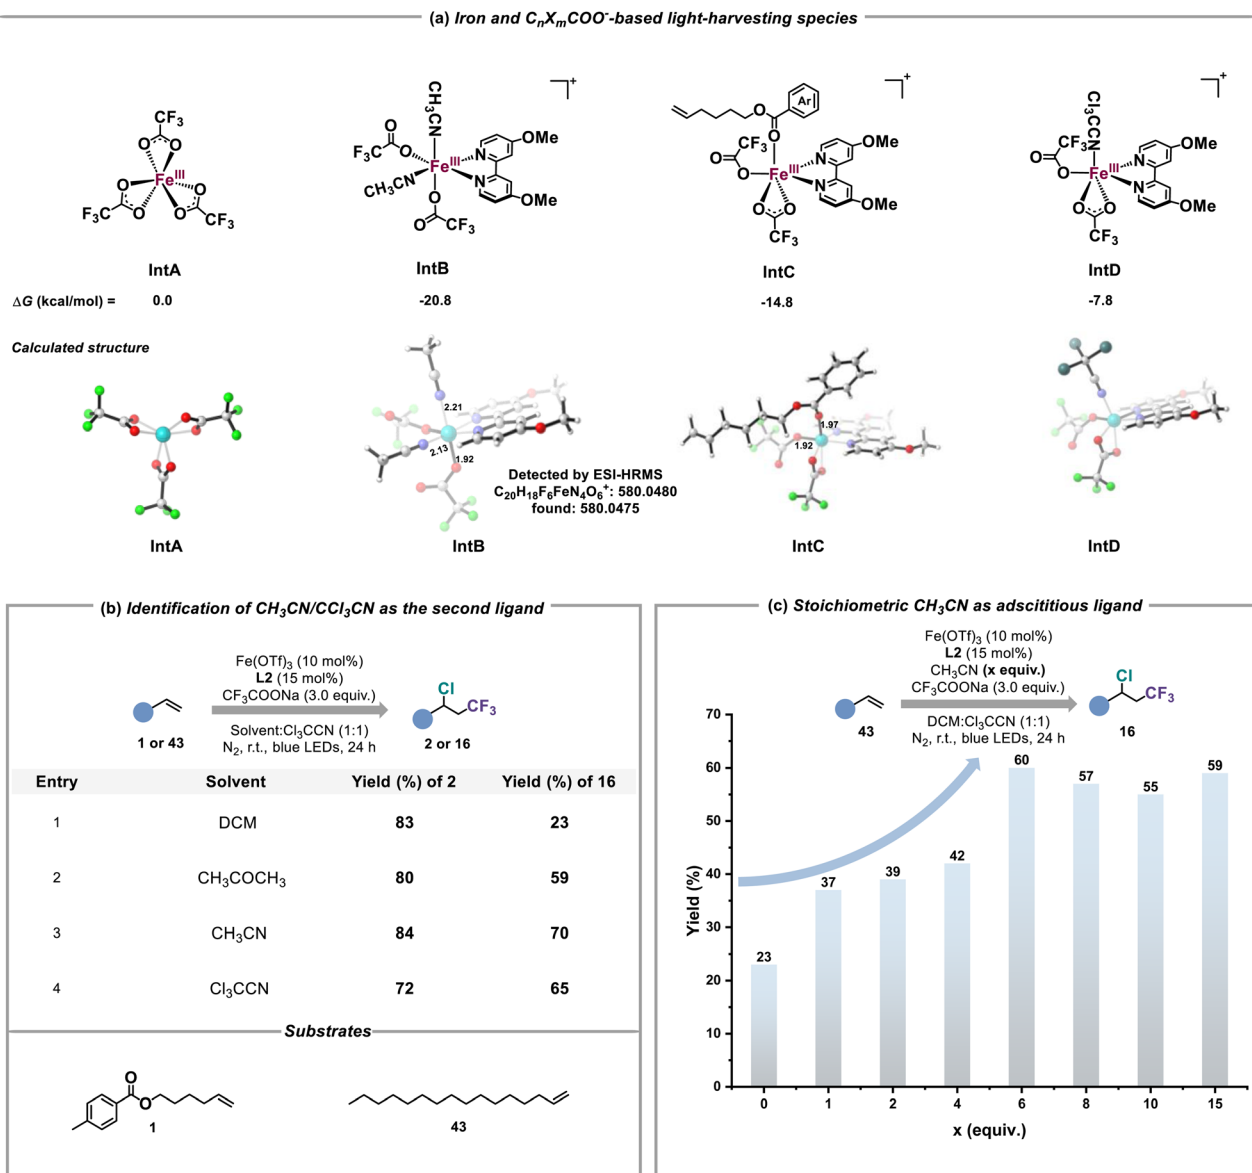 (a) Iron and CnXmCOO--based light-harvesting species
CF3
O O
FeIII
O O
O O
F3C CF3
CH3CN
+
O
F3C O
FeIII
N
N
OMe
OMe
CH3CN
O
O CF3
+
O Ar
O
CF3
O O
FeIII
N
N
OMe
OMe
O O
CF3
+
Cl3CCN
CF3
O O
FeIII
N
N
OMe
OMe
O O
CF3
IntA IntB IntC IntD
ΔG (kcal/mol) = 0.0 -20.8 -14.8 -7.8
Calculated structure
2.21
2.13
1.92
1.97
1.92
Detected by ESI-HRMS
C20H18F6FeN4O6+: 580.0480
found: 580.0475
IntA IntB IntC IntD
(b) Identification of CH3CN/CCl3CN as the second ligand
Fe(OTf)3 (10 mol%)
L2 (15 mol%)
CF3COONa (3.0 equiv.)
Solvent:Cl3CCN (1:1)
N2, r.t., blue LEDs, 24 h
1 or 43
Cl
CF3
2 or 16
Entry Solvent Yield (%) of 2 Yield (%) of 16
1 DCM 83 23
2 CH3COCH3 80 59
3 CH3CN 84 70
4 Cl3CCN 72 65
Substrates
O
O
1
43
(c) Stoichiometric CH3CN as adscititious ligand
Fe(OTf)3 (10 mol%)
L2 (15 mol%)
CH3CN (x equiv.)
CF3COONa (3.0 equiv.)
DCM:Cl3CCN (1:1)
N2, r.t., blue LEDs, 24 h
43
Cl
CF3
16
Yield (%)
70
60
50
40
30
20
10
0
23 37 39 42 60 57 55 59
0 1 2 4 6 8 10 15
x (equiv.)